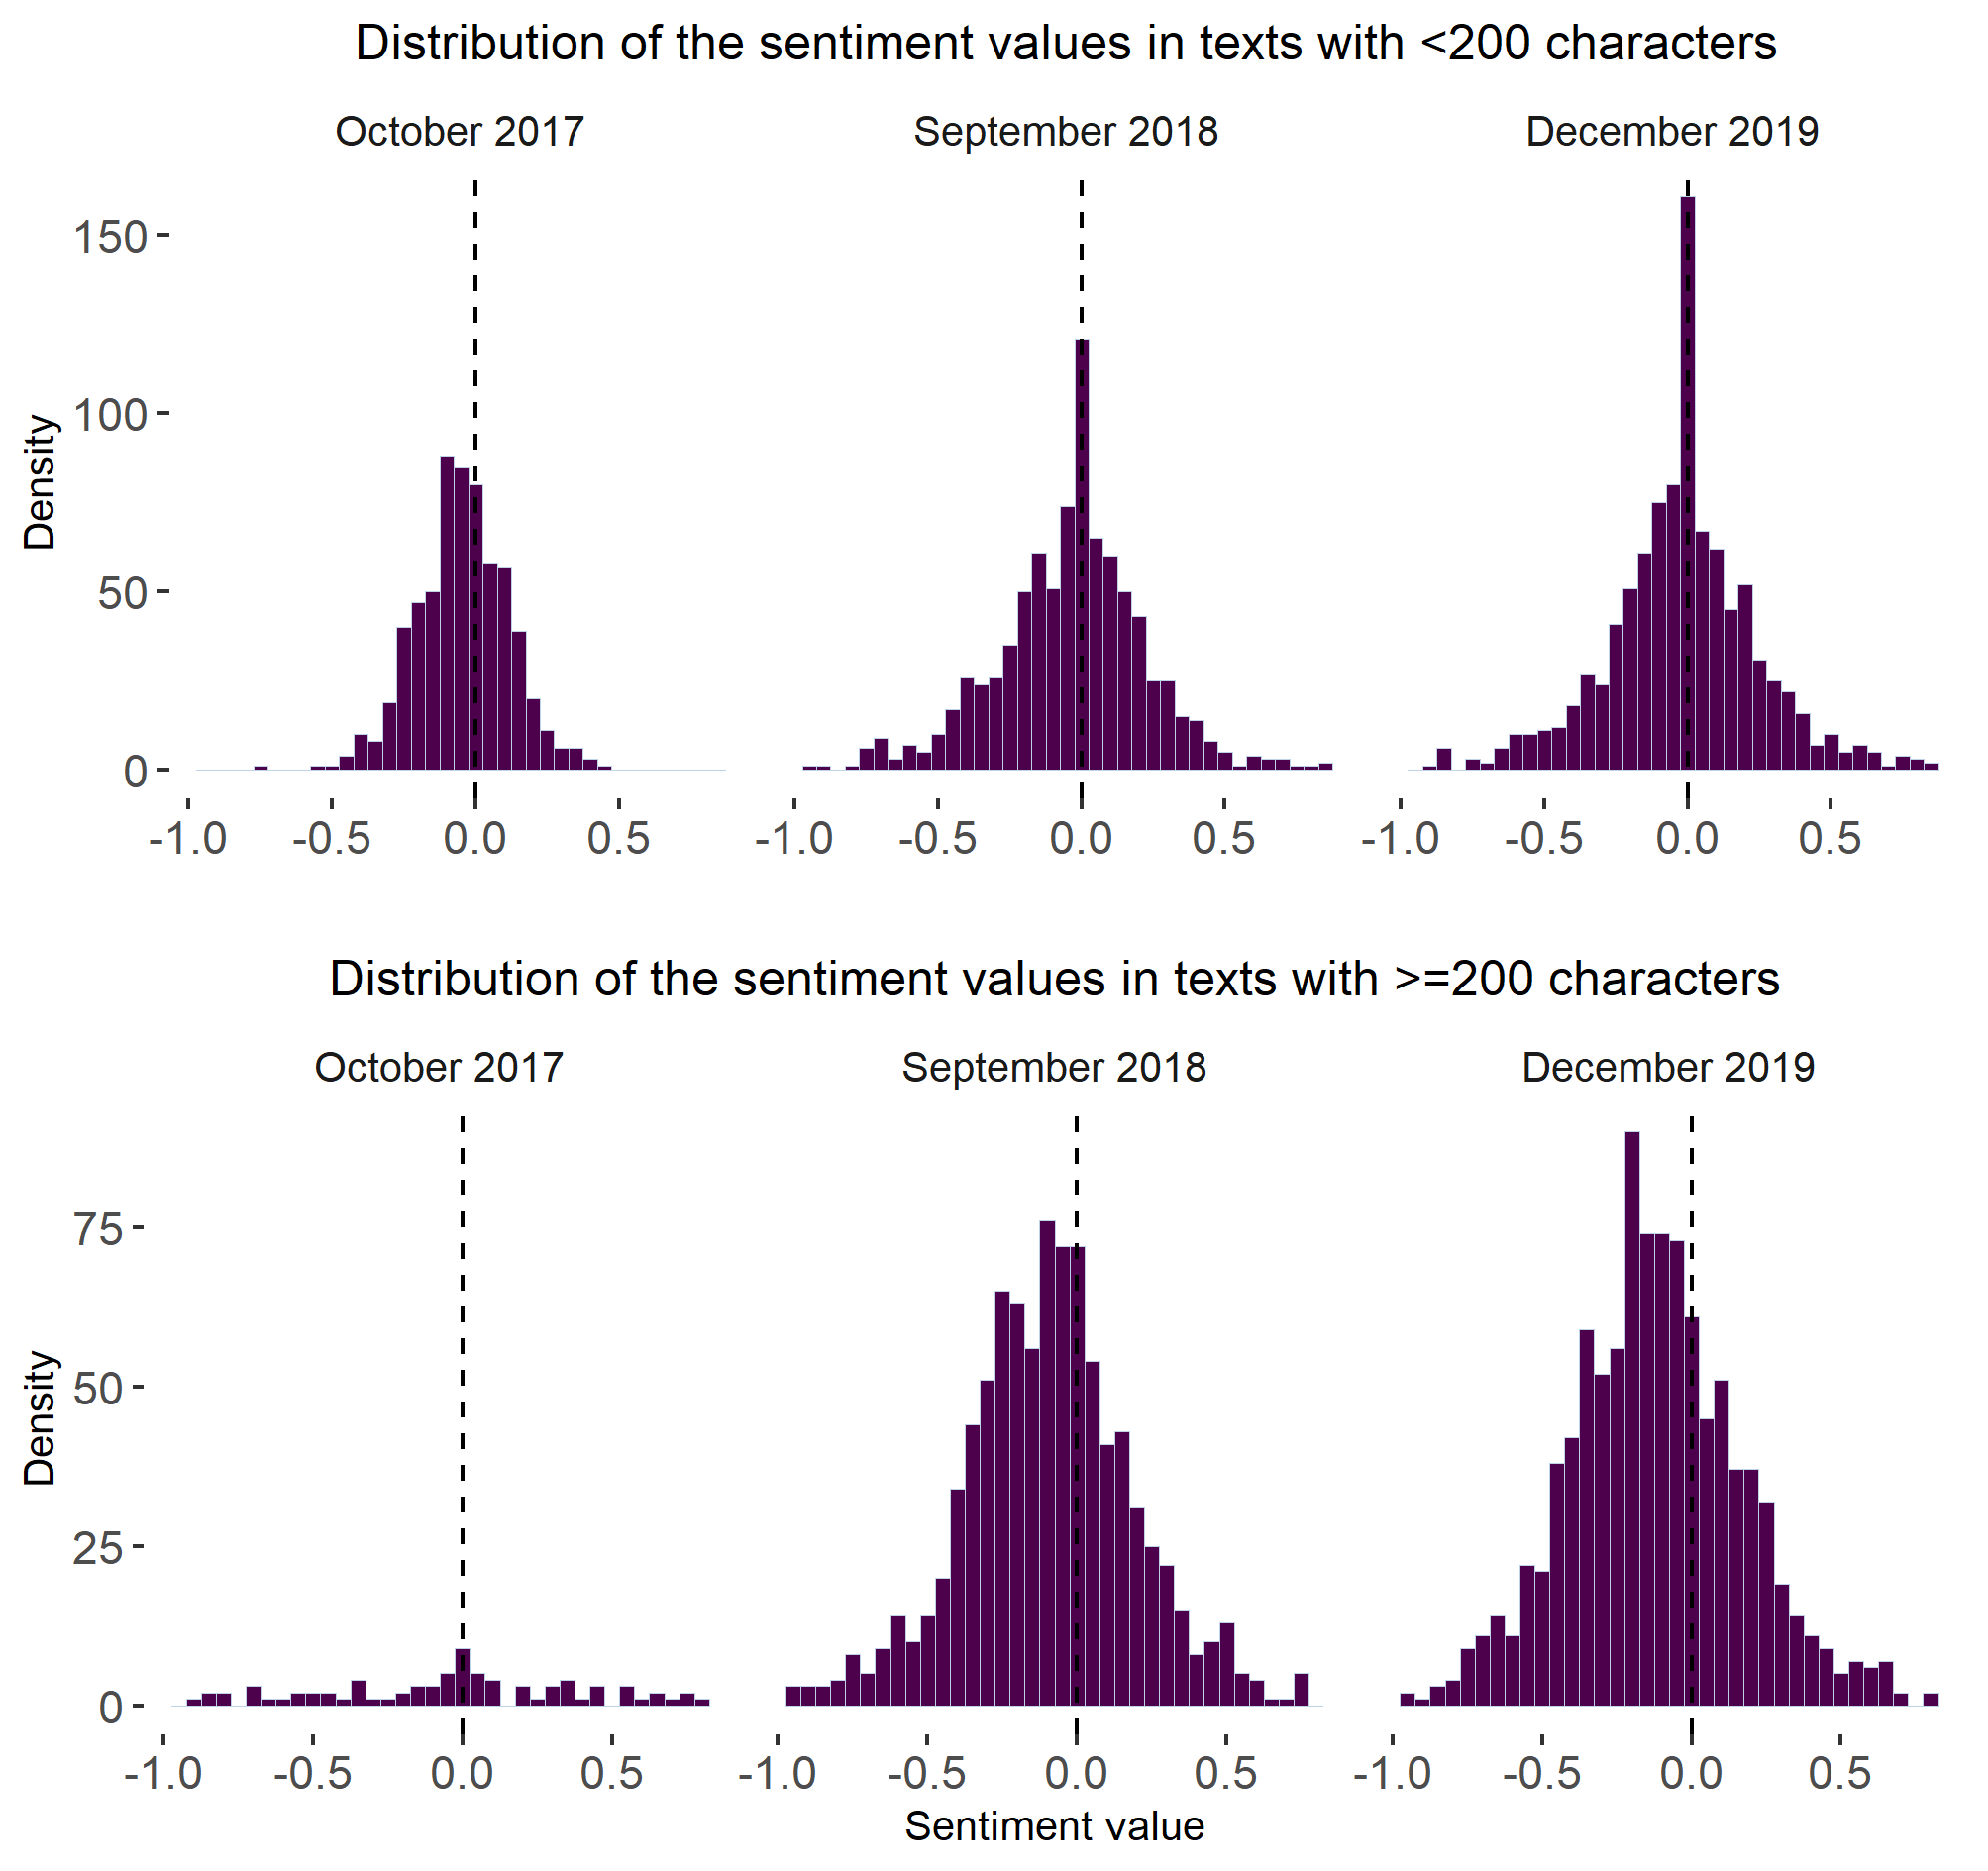 Distribution of the sentiment values in texts with <200 characters
October 2017 September 2018 December 2019
150
100
50
0
Density
-1.0 -0.5 0.0 0.5 -1.0 -0.5 0.0 0.5 -1.0 -0.5 0.0 0.5
Distribution of the sentiment values in texts with >=200 characters
October 2017 September 2018 December 2019
75
50
25
0
Density
-1.0 -0.5 0.0 0.5 -1.0 -0.5 0.0 0.5 -1.0 -0.5 0.0 0.5
Sentiment value